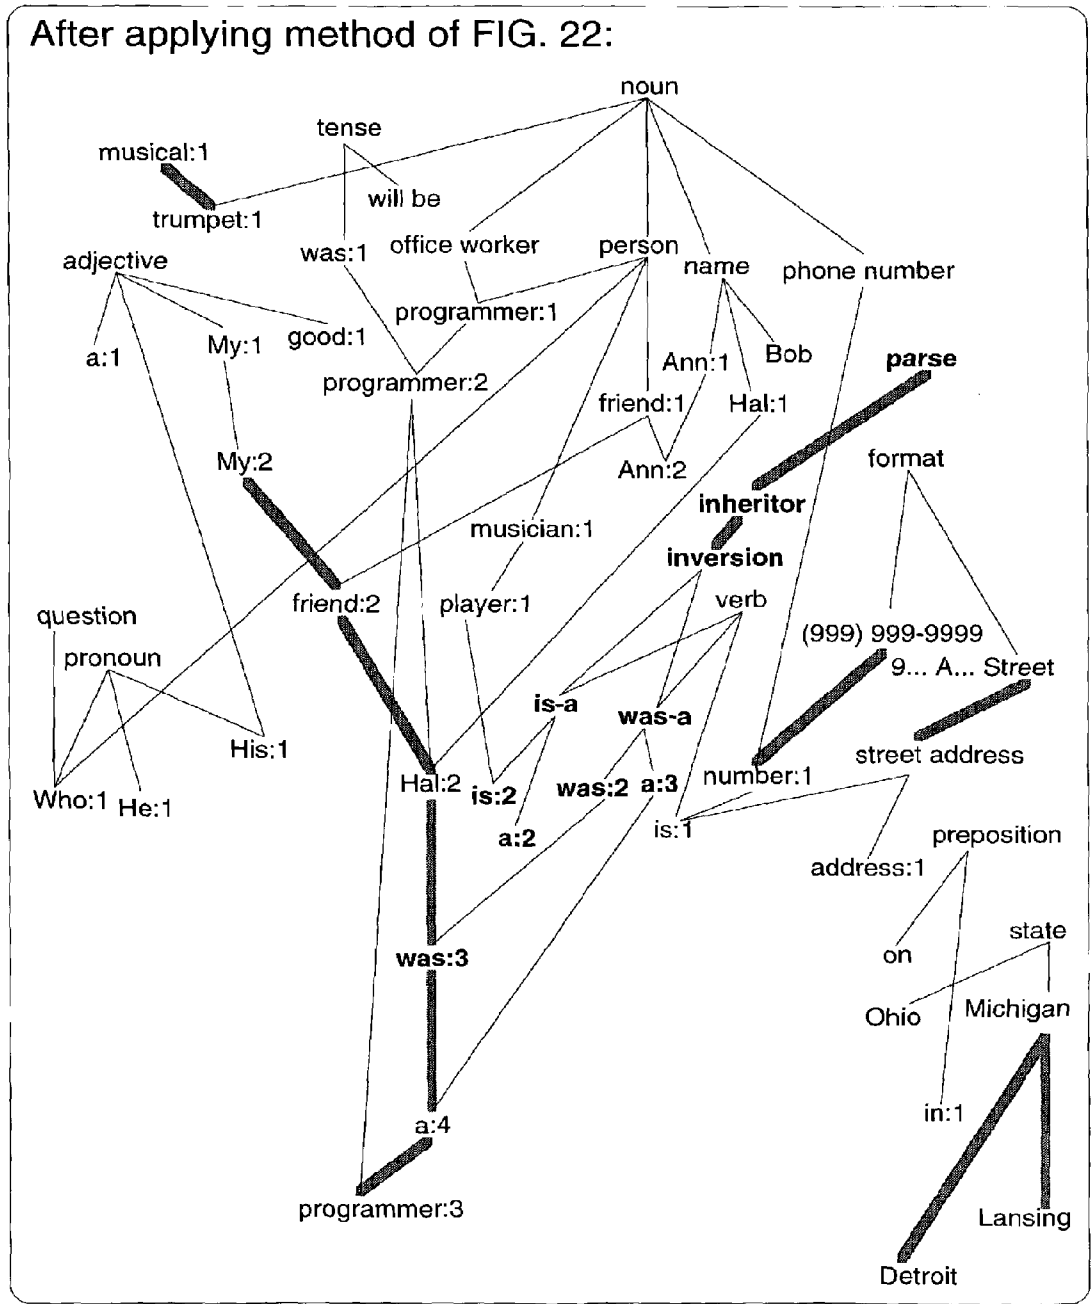 After applying method of FIG. 22:
noun
tense
musical:1
will be
trumpet:1
was:1
office worker
person
adjective
name
phone number
programmer:1
a:1
My:1
good:1
Ann:1
Bob
parse
programmer:2
friend:1
Hal:1
My:2
Ann:2
format
inheritor
musician:1
inversion
friend:2
player:1
verb
question
(999) 999-9999
pronoun
9... A... Street
is-a
was-a
His:1
street address
Who:1
He:1
Hal:2
is:2
was:2
a:3
number:1
a:2
is:1
preposition
address:1
was:3
on
state
Ohio
Michigan
a:4
in:1
programmer:3
Lansing
Detroit